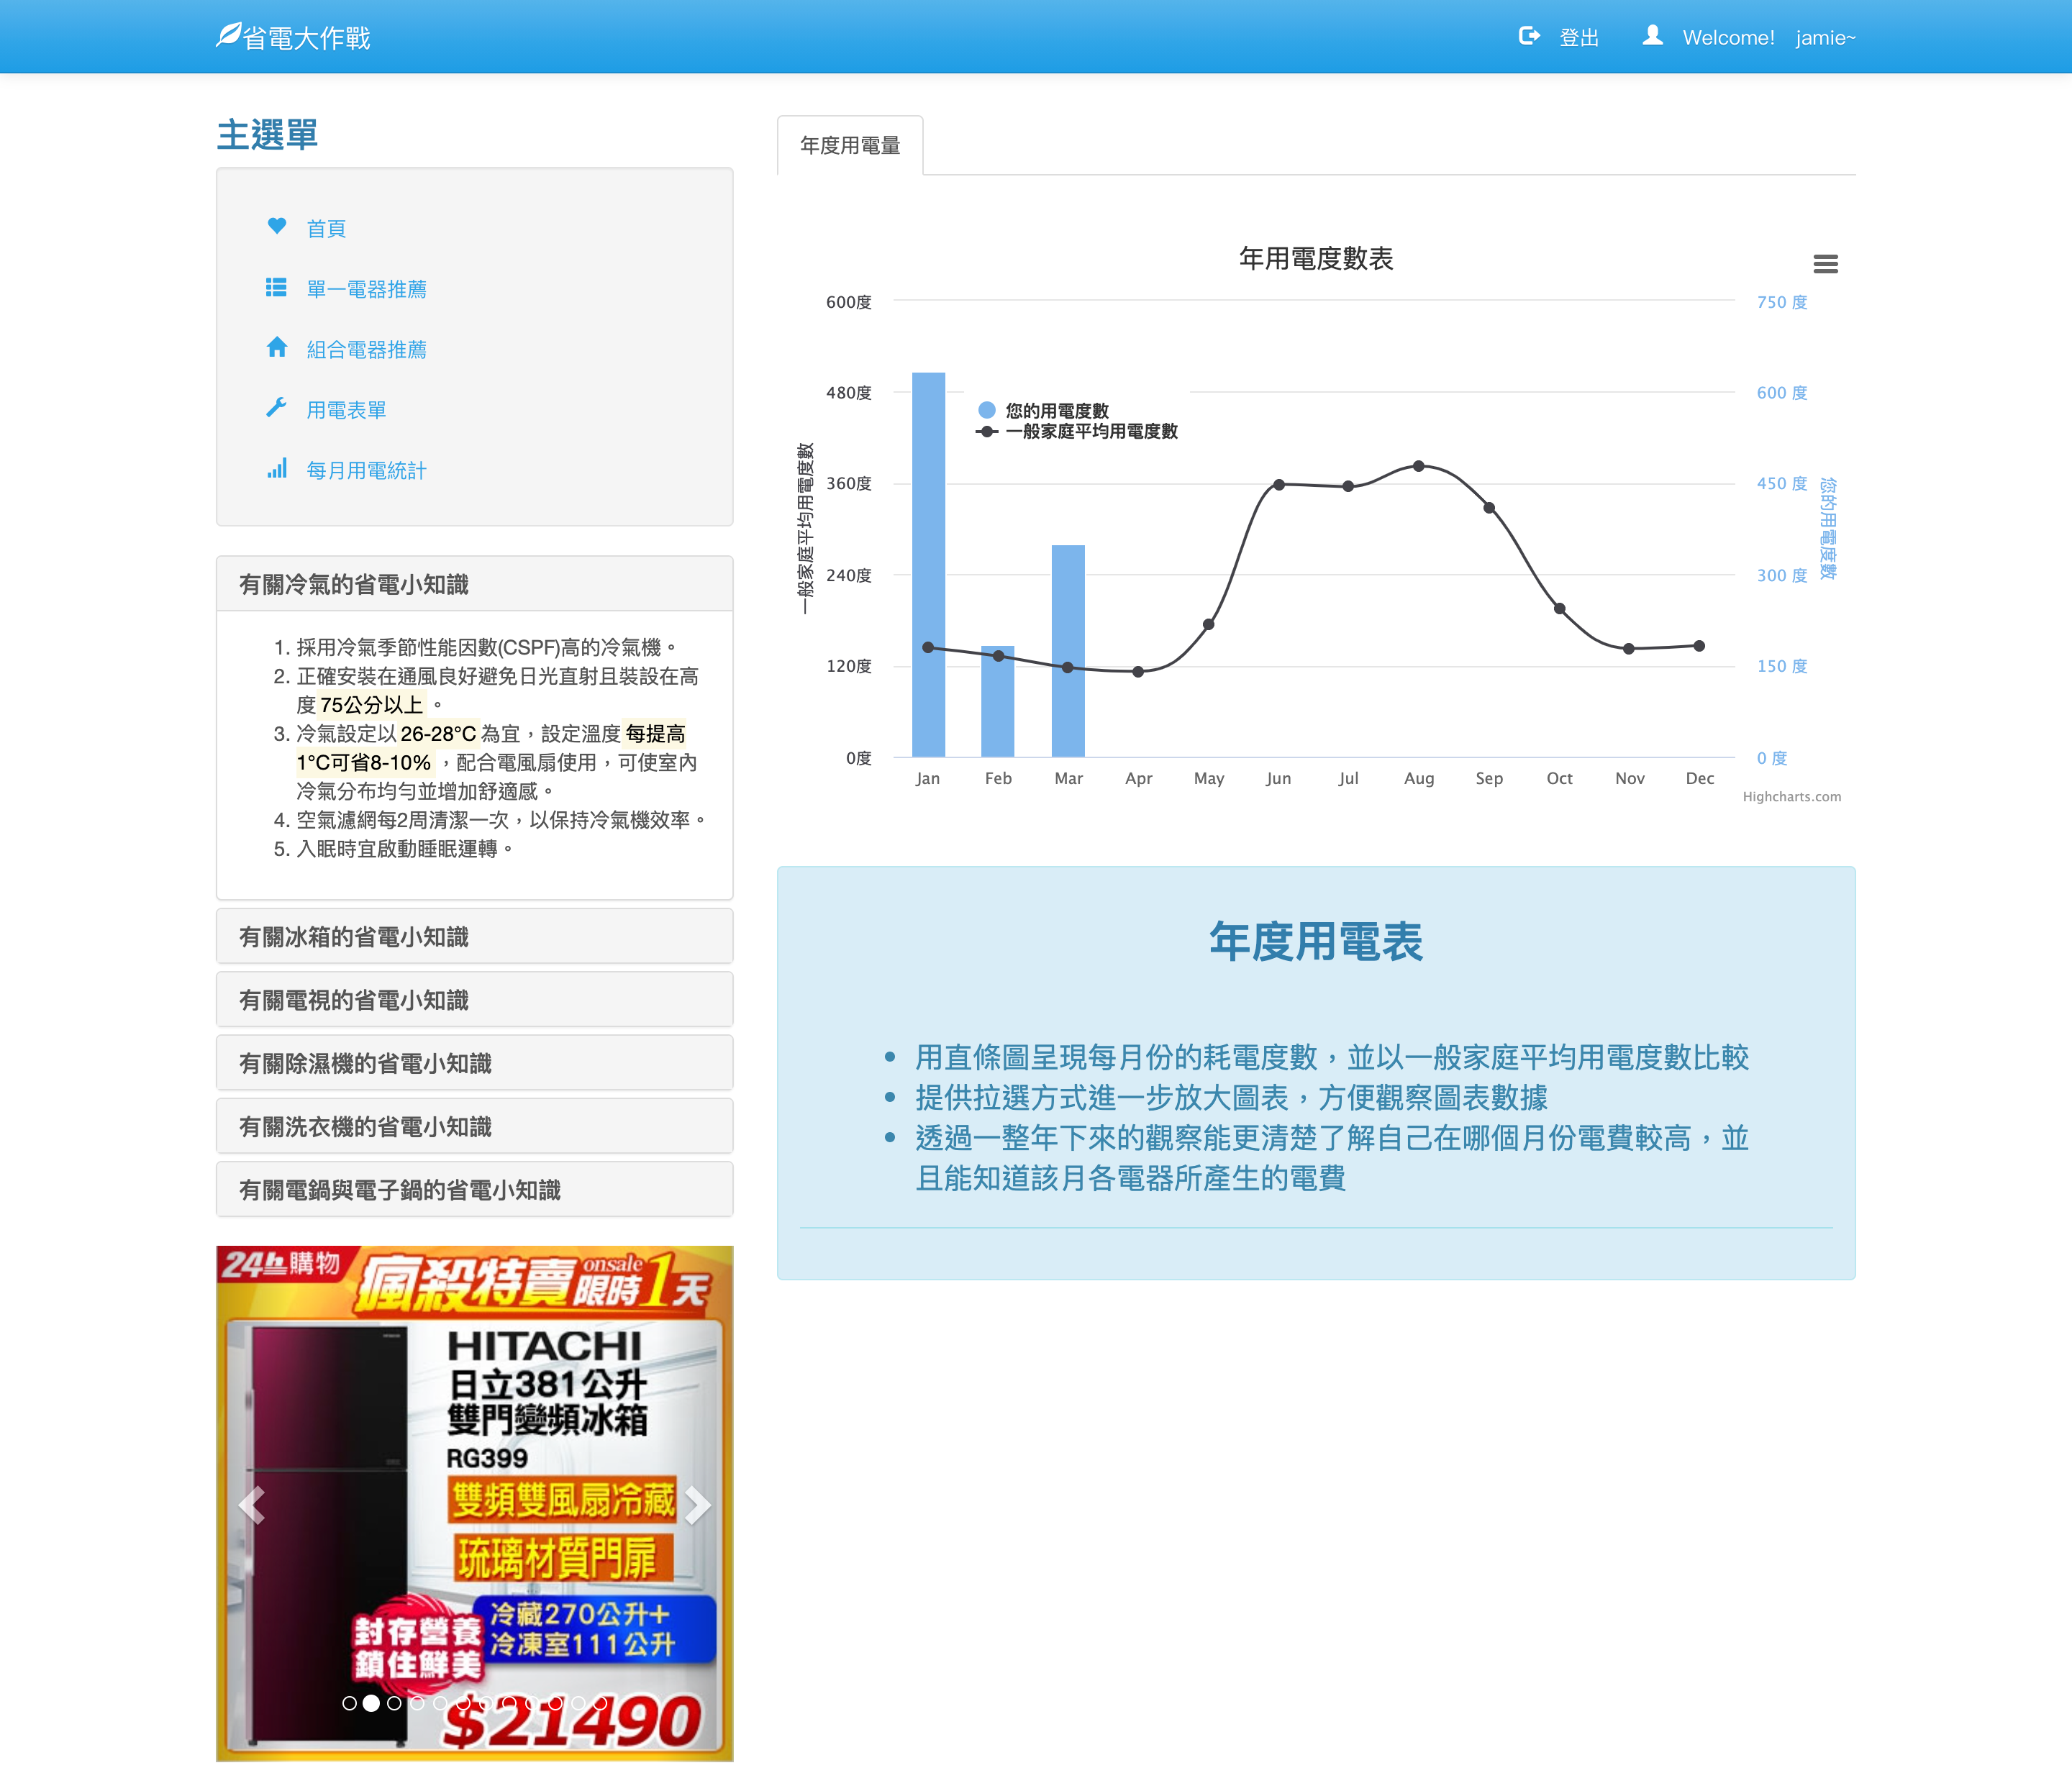 省電大作戰
登出 Welcome! jamie~
主選單
首頁
單一電器推薦
組合電器推薦
用電表單
每月用電統計
有關冷氣的省電小知識
1. 採用冷氣季節性能因數(CSPF)高的冷氣機。
2. 正確安裝在通風良好避免日光直射且裝設在高
度 75公分以上 。
3. 冷氣設定以 26-28°C 為宜，設定溫度 每提高
1°C可省8-10% ，配合電風扇使用，可使室內
冷氣分布均勻並增加舒適感。
4. 空氣濾網每2周清潔一次，以保持冷氣機效率。
5. 入眠時宜啟動睡眠運轉。
有關冰箱的省電小知識
有關電視的省電小知識
有關除濕機的省電小知識
有關洗衣機的省電小知識
有關電鍋與電子鍋的省電小知識
24h購物
瘋殺特賣 onsale 限時1天
HITACHI
日立381公升
雙門變頻冰箱
RG399
雙頻雙風扇冷藏
琉璃材質門扉
冷藏270公升+
冷凍室111公升
封存營養
鎖住鮮美
$21490
年度用電量
年用電度數表
600度
480度
360度
240度
120度
0度
一般家庭平均用電度數
您的用電度數
一般家庭平均用電度數
750 度
600 度
450 度
300 度
150 度
0 度
您的用電度數
Jan Feb Mar Apr May Jun Jul Aug Sep Oct Nov Dec
Highcharts.com
年度用電表
用直條圖呈現每月份的耗電度數，並以一般家庭平均用電度數比較
提供拉選方式進一步放大圖表，方便觀察圖表數據
透過一整年下來的觀察能更清楚了解自己在哪個月份電費較高，並
且能知道該月各電器所產生的電費